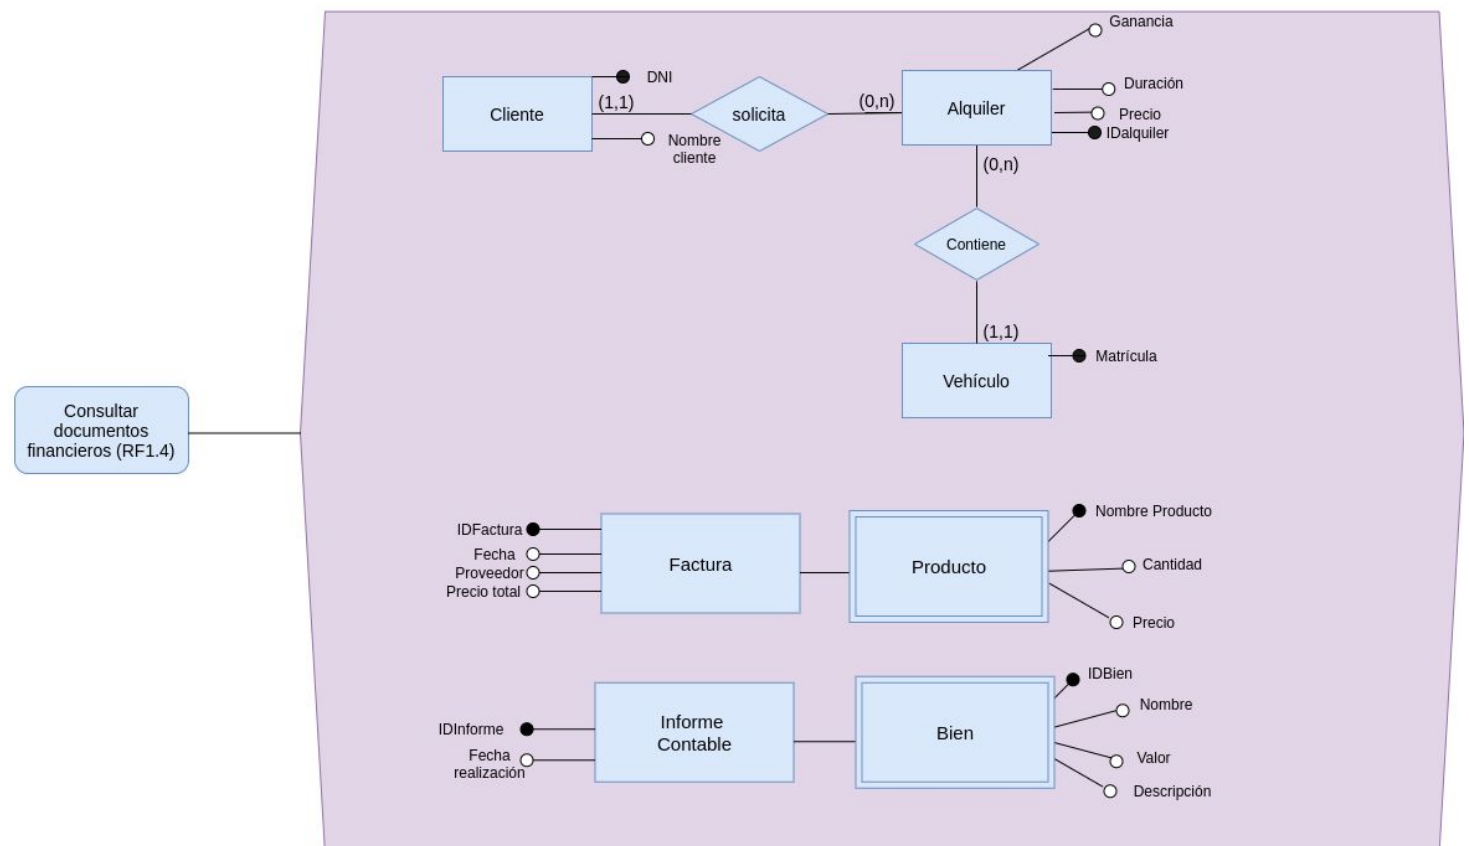 Ganancia
DNI
Duración
Cliente
(1,1)
solicita
(0,n)
Alquiler
Precio
IDalquiler
Nombre
cliente
(0,n)
Contiene
(1,1)
Vehículo
Matrícula
Consultar
documentos
financieros (RF1.4)
IDFactura
Fecha
Proveedor
Precio total
Factura
Producto
Nombre Producto
Cantidad
Precio
IDInforme
Fecha
realización
Informe
Contable
Bien
IDBien
Nombre
Valor
Descripción